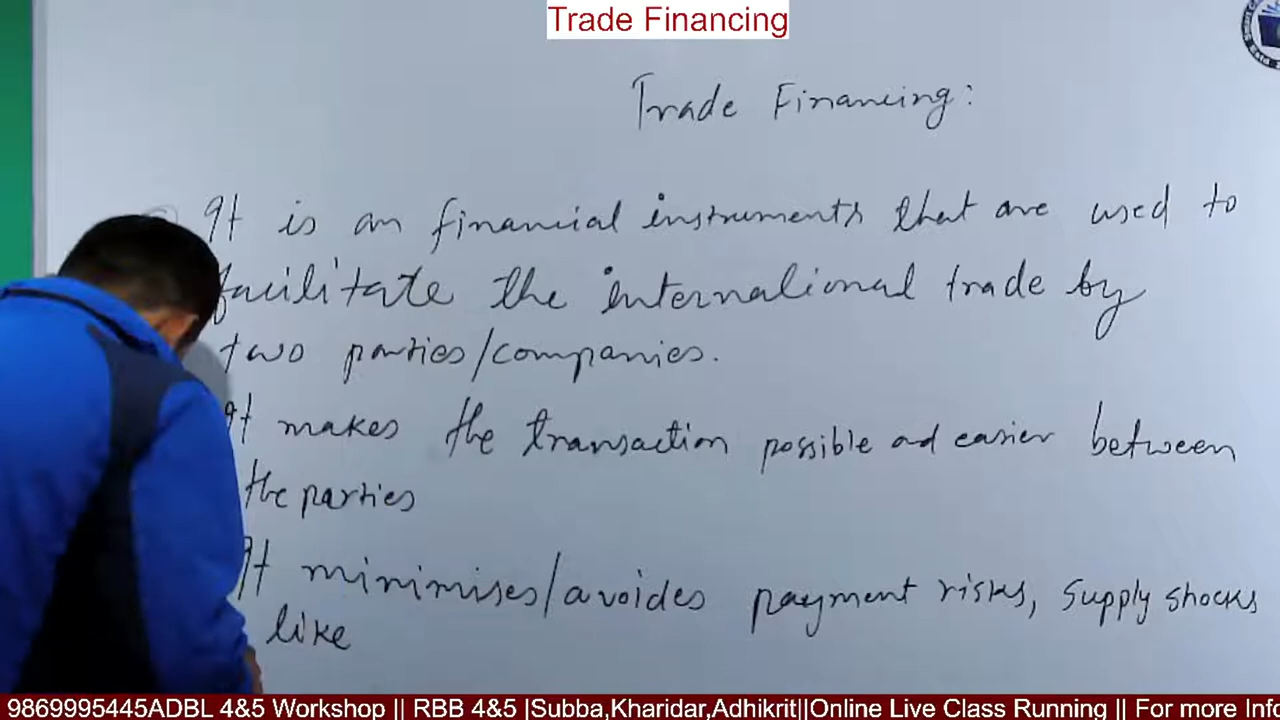 Trade Financing
Trade Financing:
It is an financial instruments that are used to
facilitate the international trade by
two parties/companies.
It makes the transaction possible and easier between
the parties
It minimises/avoides payment risks, supply shocks
like
9869995445ADBL 4&5 Workshop || RBB 4&5 |Subba,Kharidar,Adhikrit||Online Live Class Running || For more Info